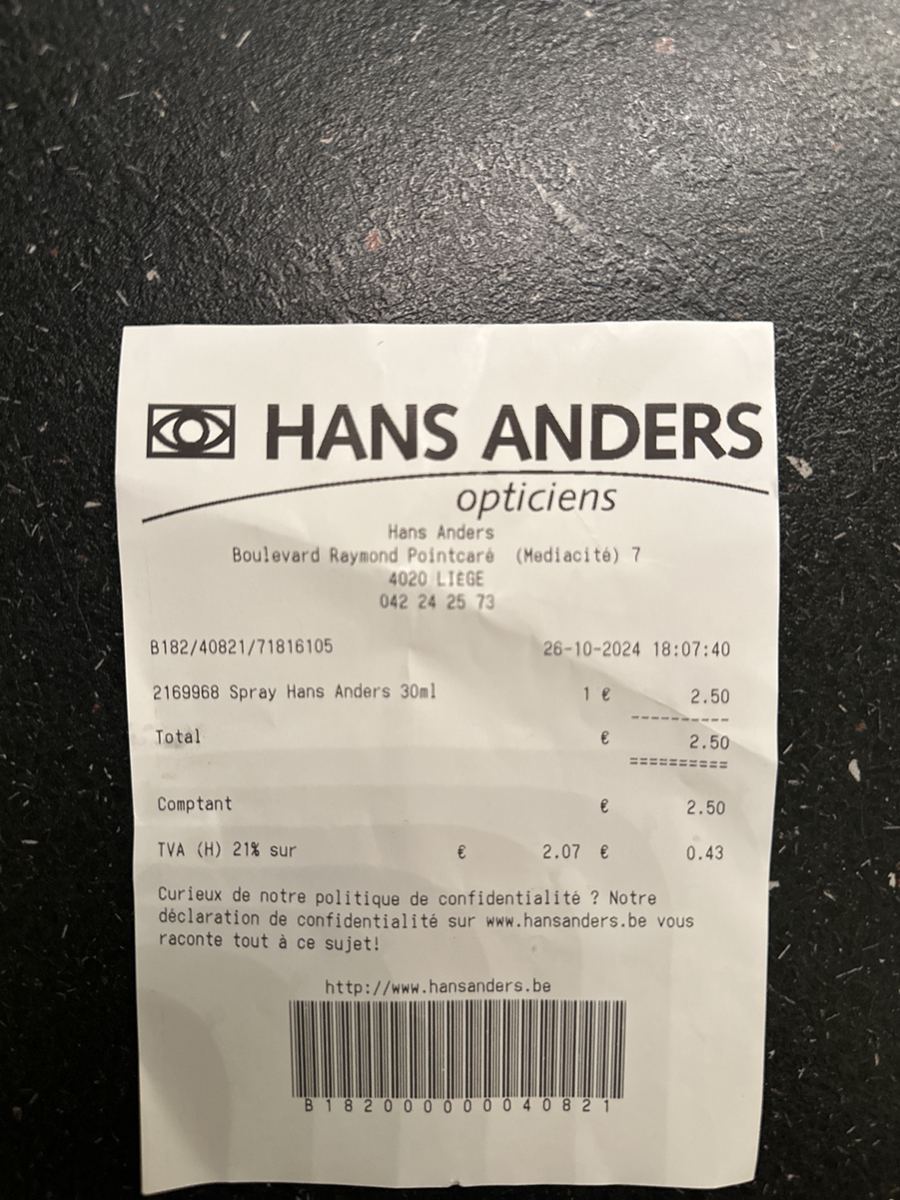 HANS ANDERS
opticiens
Hans Anders
Boulevard Raymond Pointcaré (Mediacité) 7
4020 LIÈGE
042 24 25 73
B182/40821/71816105 26-10-2024 18:07:40
2169968 Spray Hans Anders 30ml 1 € 2.50
----------
Total € 2.50
==========
Comptant € 2.50
TVA (H) 21% sur € 2.07 € 0.43
Curieux de notre politique de confidentialité ? Notre
déclaration de confidentialité sur www.hansanders.be vous
raconte tout à ce sujet!
http://www.hansanders.be
B182000000040821